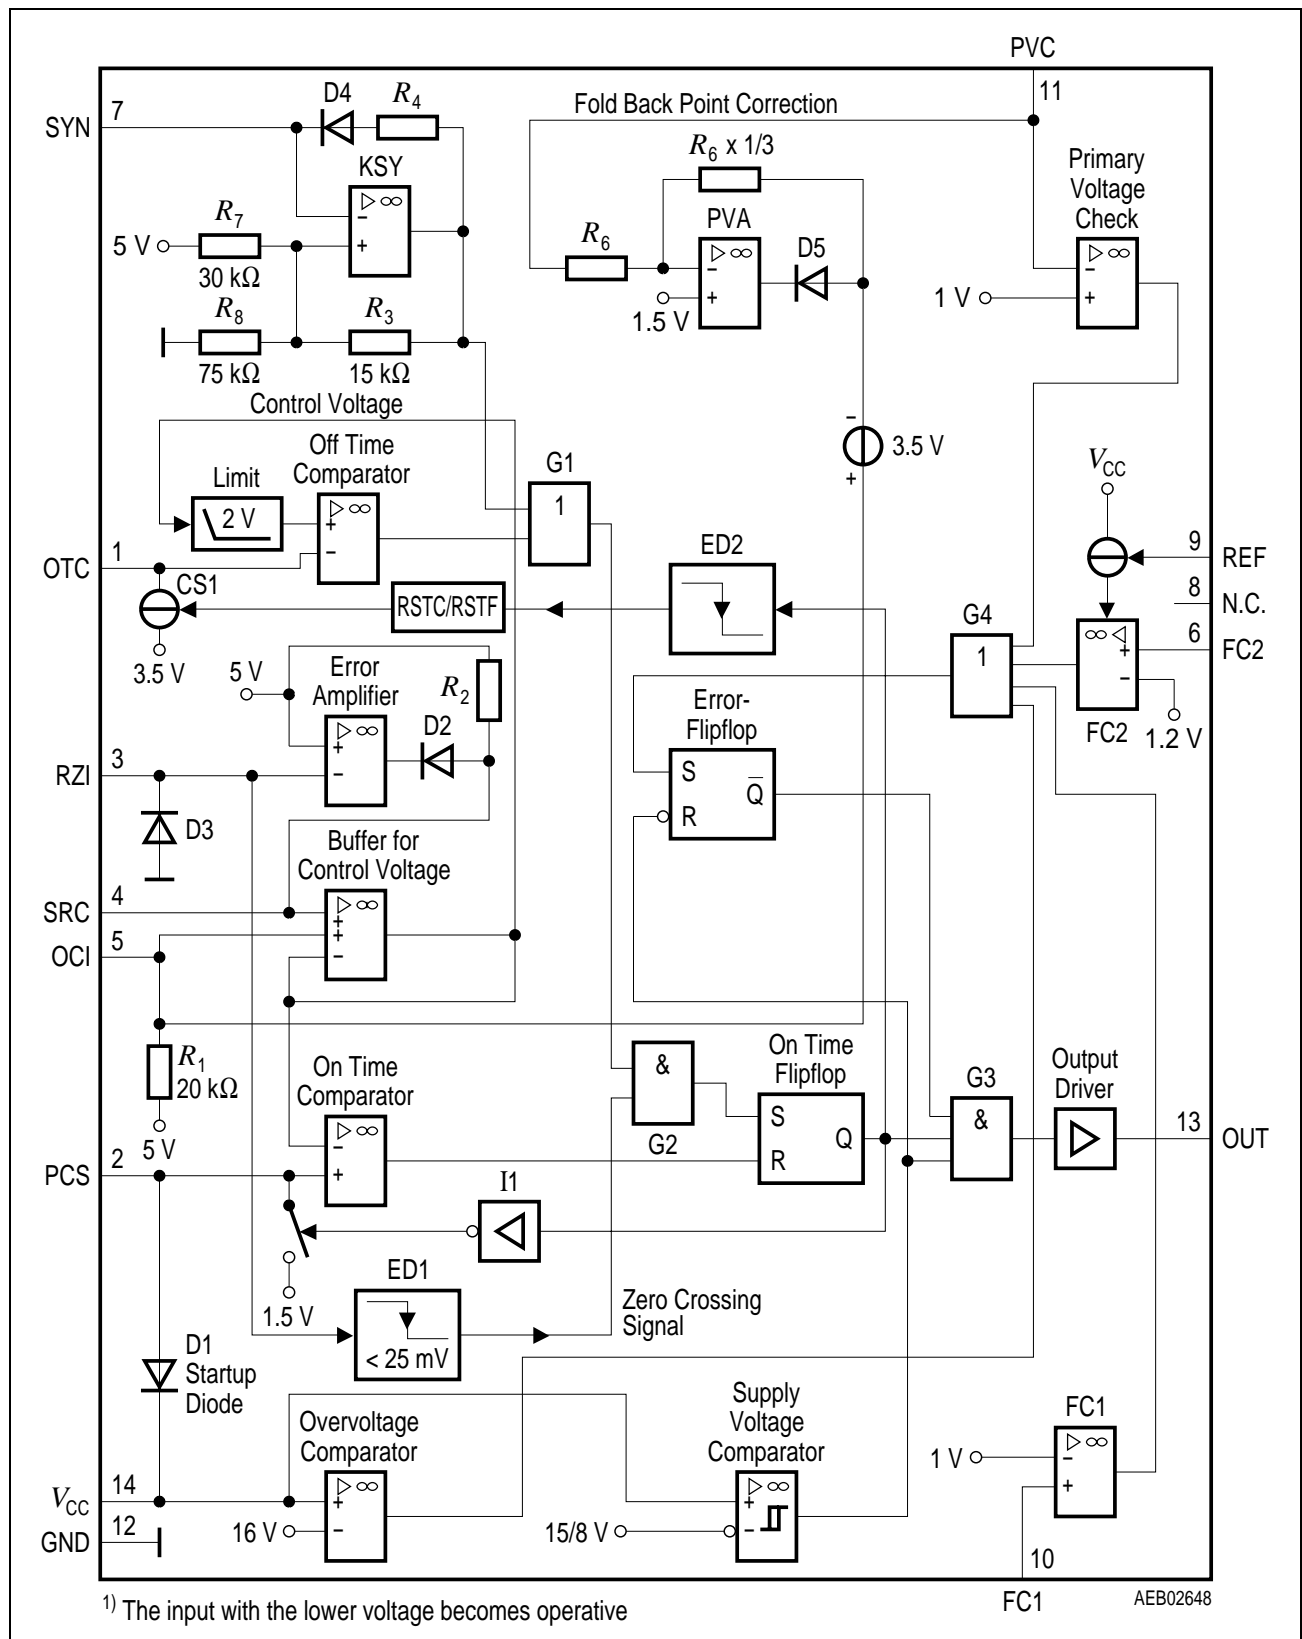 PVC
11
SYN
7
D4
R4
KSY
▷ ∞
-
+
5 V
R7
30 kΩ
R8
75 kΩ
R3
15 kΩ
Fold Back Point Correction
R6 x 1/3
R6
PVA
▷ ∞
-
+
1.5 V
D5
Primary
Voltage
Check
▷ ∞
-
+
1 V
Control Voltage
Limit
2 V
Off Time
Comparator
▷ ∞
+
-
G1
1
-
3.5 V
+
OTC
1
CS1
3.5 V
RSTC/RSTF
ED2
VCC
9
REF
8
N.C.
6
FC2
G4
1
∞ ◁
+
-
FC2
1.2 V
5 V
Error
Amplifier
▷ ∞
+
-
R2
D2
RZI
3
D3
Error-
Flipflop
S
R
Q̅
Buffer for
Control Voltage
▷ ∞
+
+
-
SRC
4
OCI
5
R1
20 kΩ
5 V
On Time
Comparator
▷ ∞
-
+
PCS
2
&
G2
On Time
Flipflop
S
R
Q
G3
&
Output
Driver
13
OUT
I1
1.5 V
ED1
< 25 mV
Zero Crossing
Signal
D1
Startup
Diode
Overvoltage
Comparator
▷ ∞
+
-
16 V
Supply
Voltage
Comparator
▷ ∞
+
-
15/8 V
FC1
▷ ∞
-
+
1 V
VCC
14
GND
12
10
FC1
1) The input with the lower voltage becomes operative
AEB02648